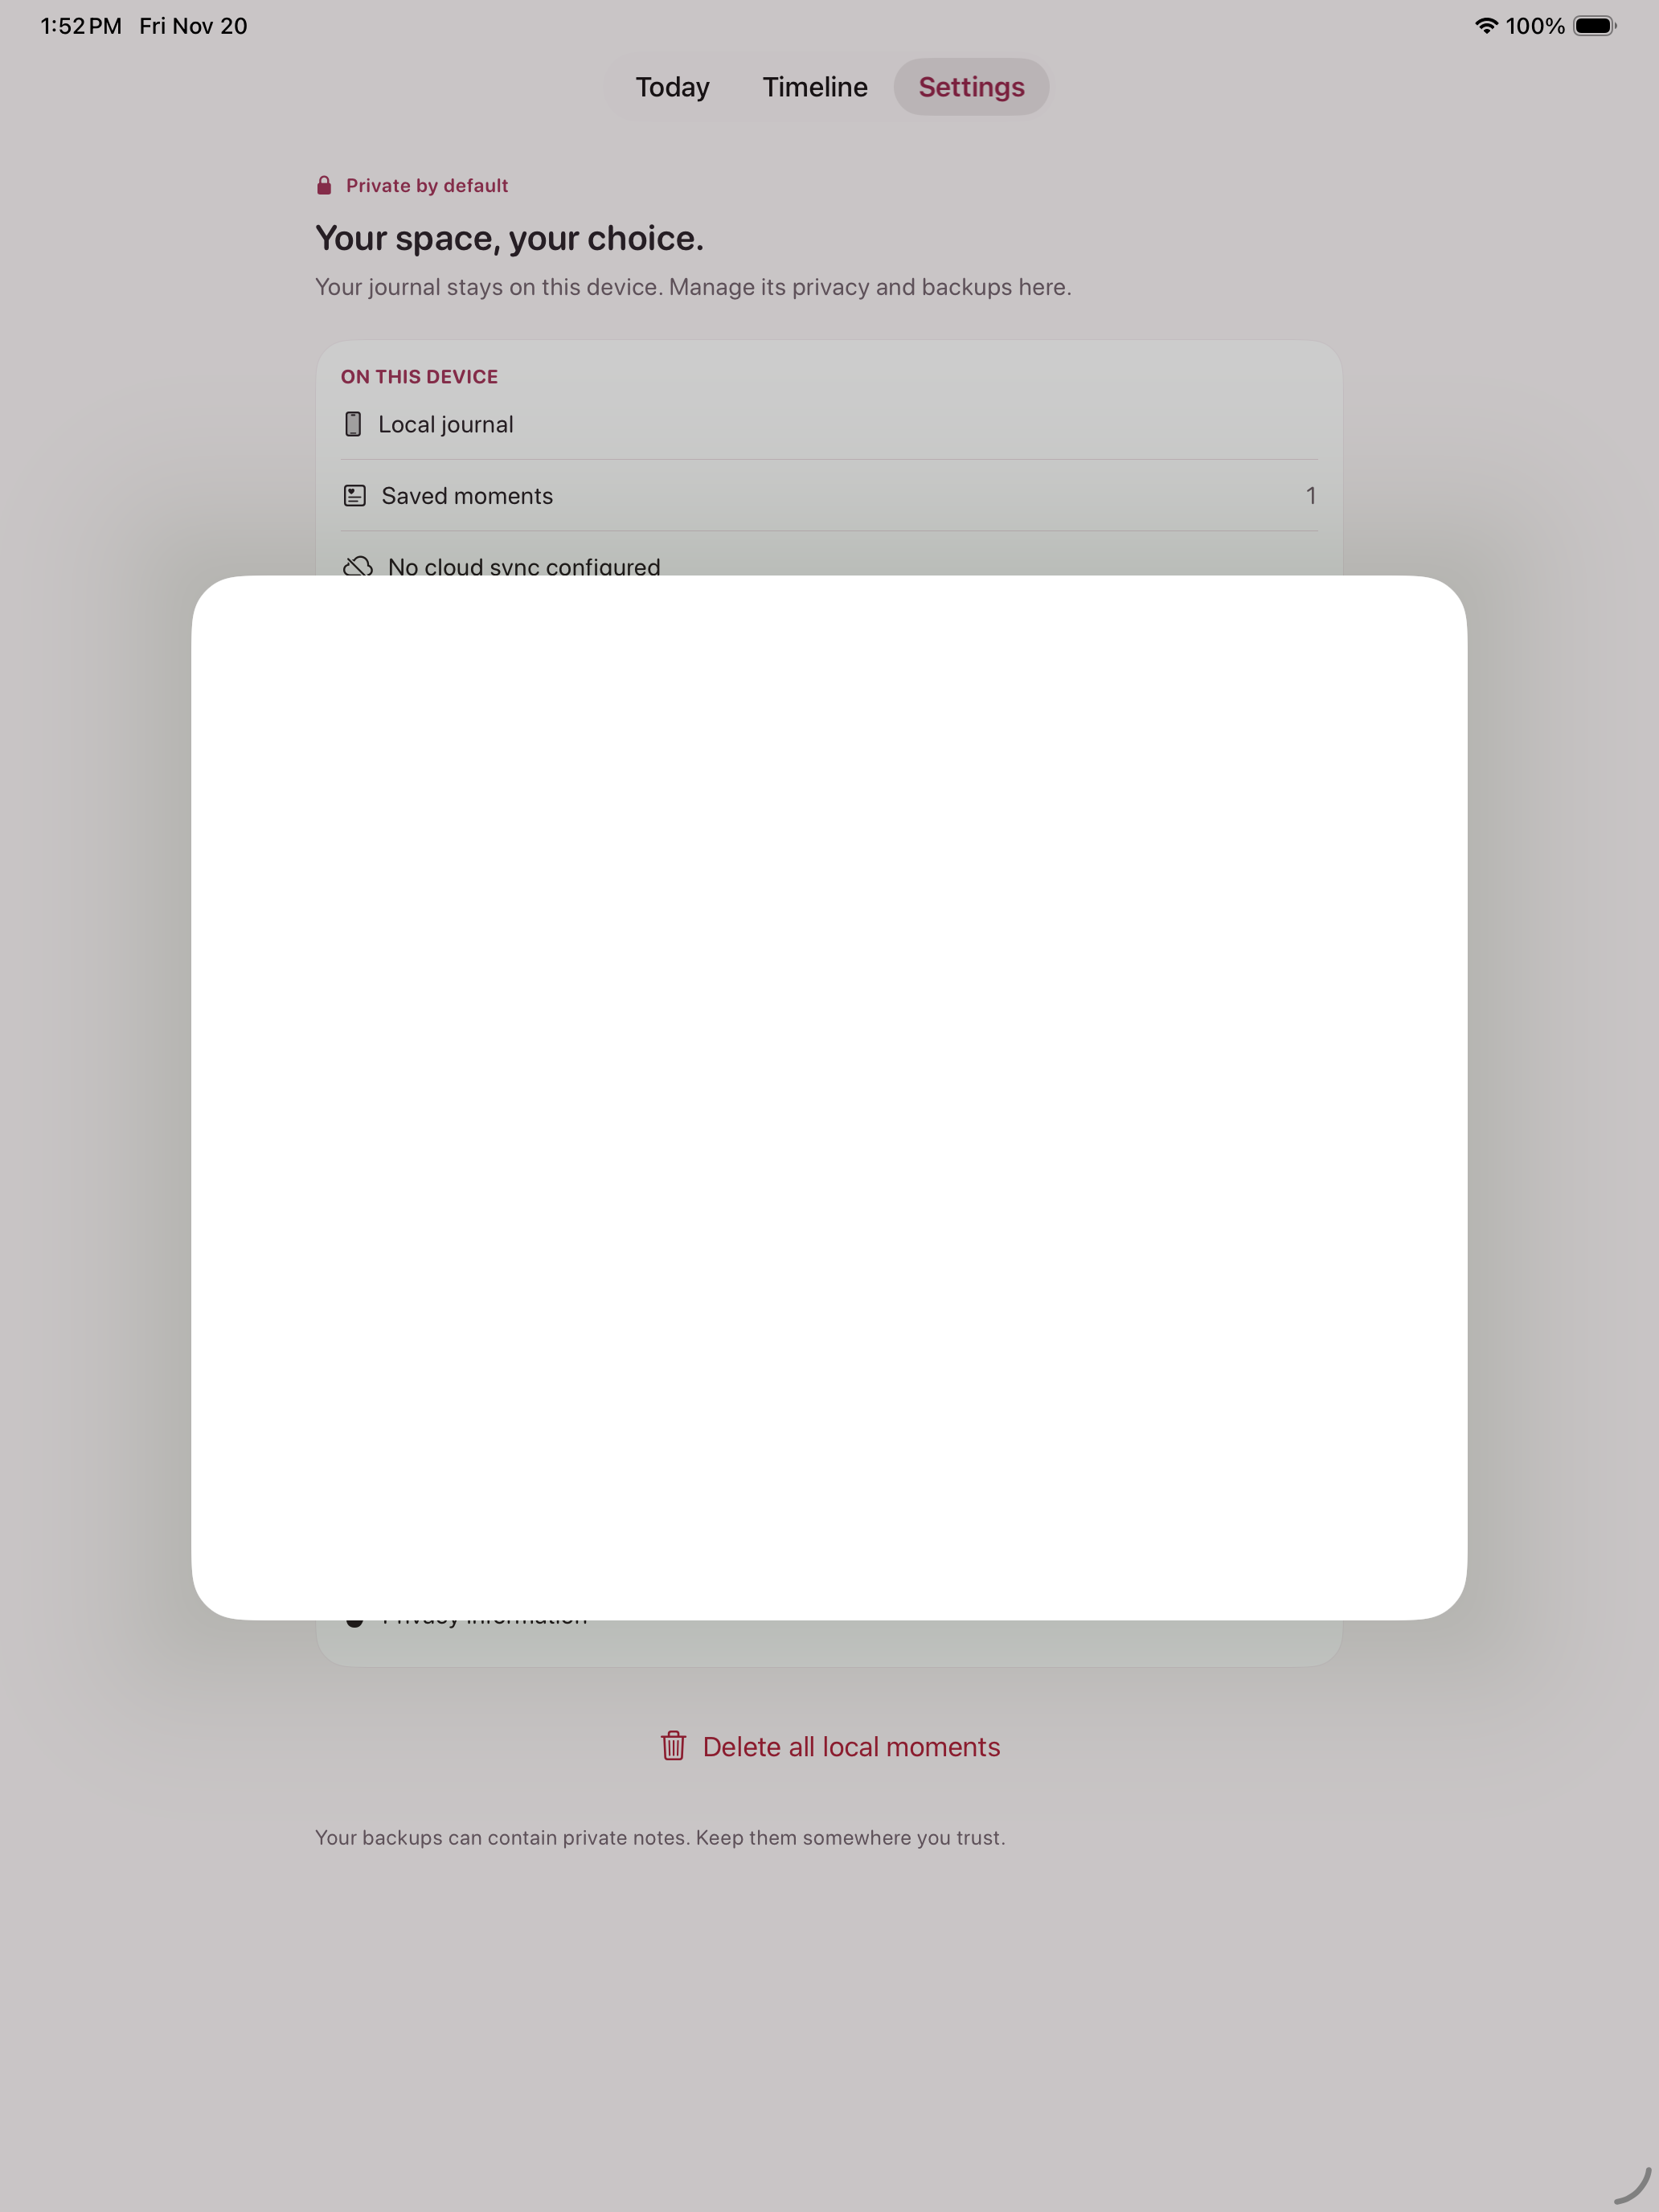 1:52 PM Fri Nov 20 100%
Today Timeline Settings
Private by default
Your space, your choice.
Your journal stays on this device. Manage its privacy and backups here.
ON THIS DEVICE
Local journal
Saved moments 1
No cloud sync configured
Privacy information
Delete all local moments
Your backups can contain private notes. Keep them somewhere you trust.